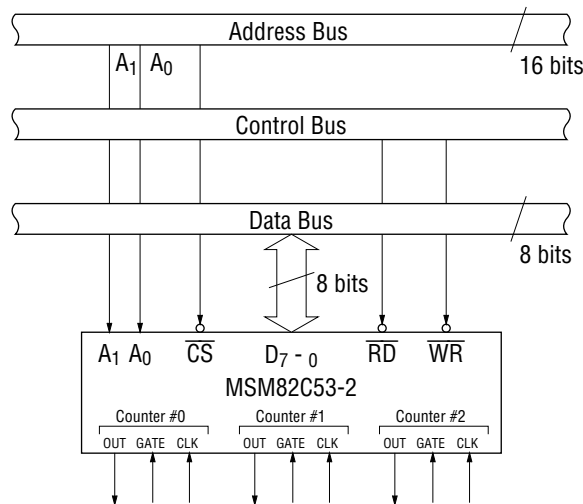 Address Bus
A1 A0
16 bits
Control Bus
Data Bus
8 bits
8 bits
A1 A0 CS D7 - 0 RD WR
MSM82C53-2
Counter #0 Counter #1 Counter #2
OUT GATE CLK OUT GATE CLK OUT GATE CLK